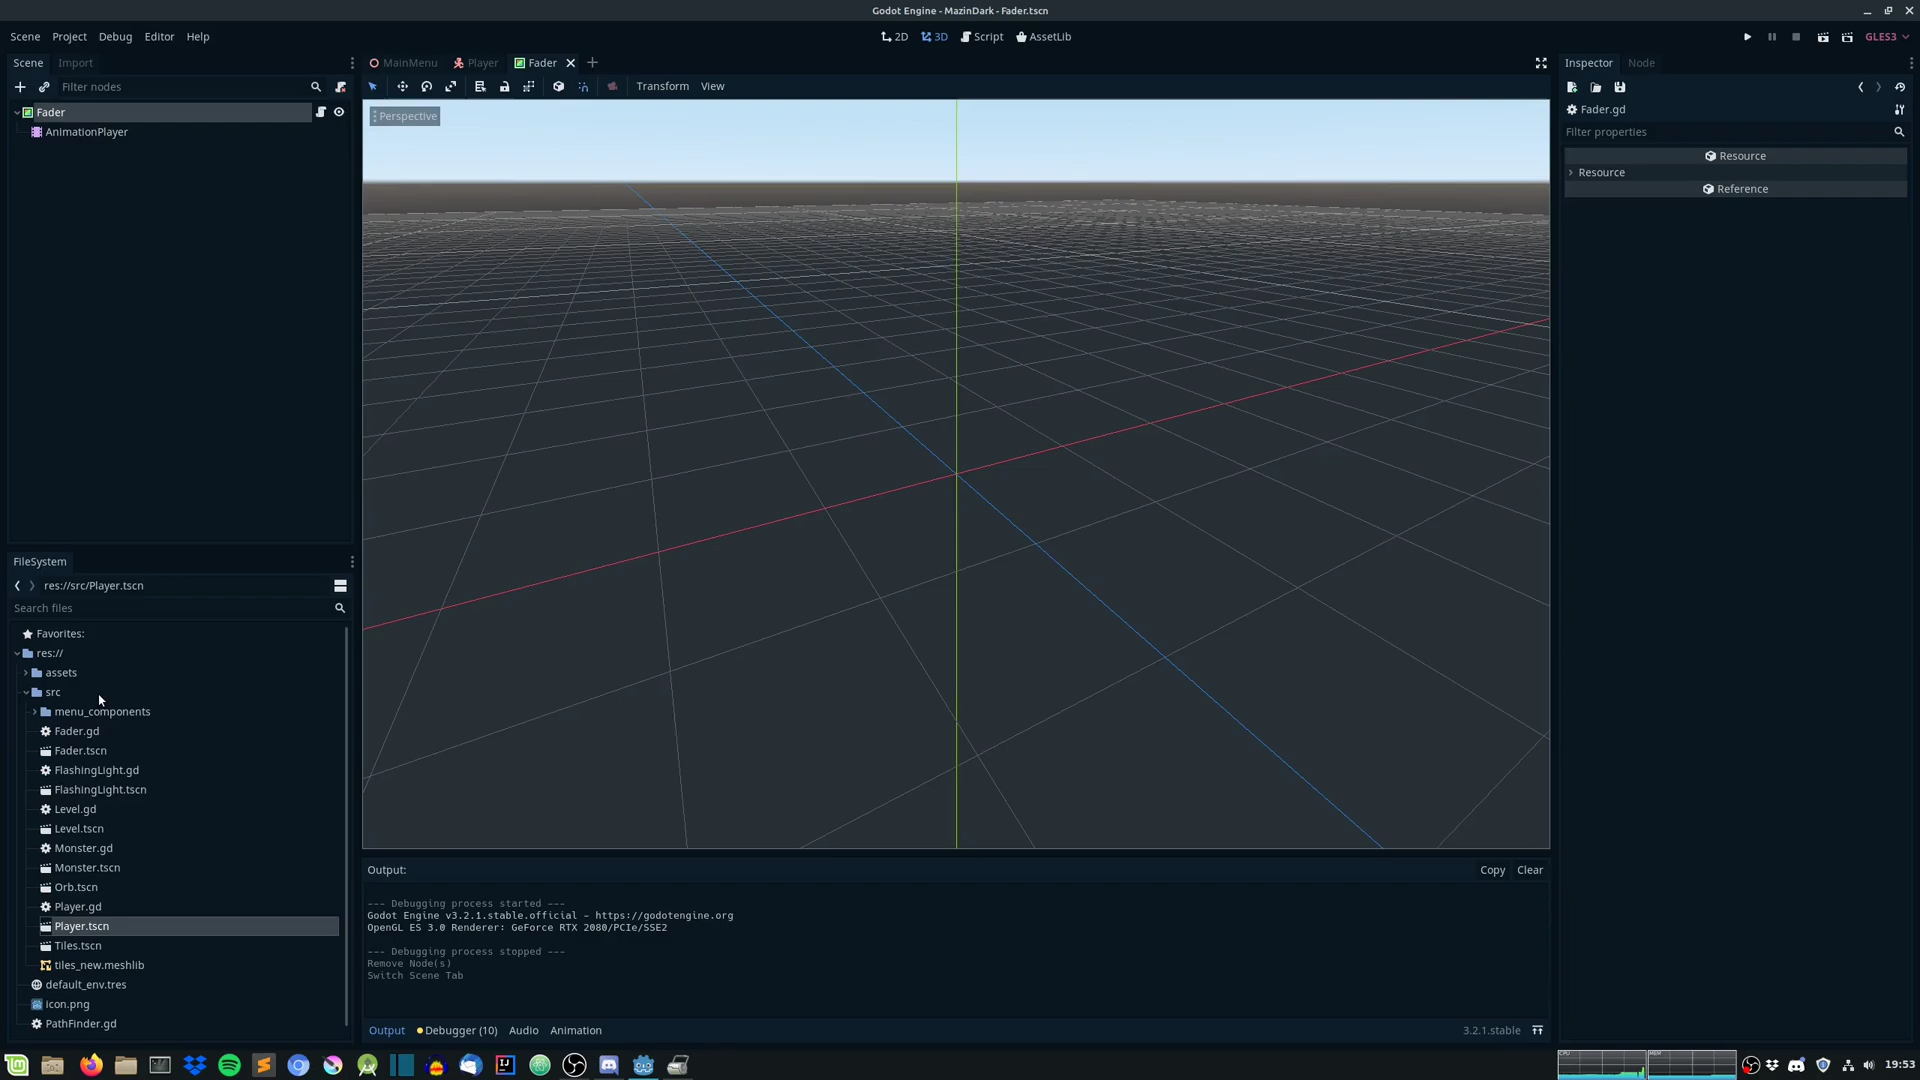 Godot Engine - MazinDark - Fader.tscn
Scene Project Debug Editor Help
2D 3D Script AssetLib
GLES3
Scene Import
MainMenu Player Fader
Inspector Node
Filter nodes
Transform View
Fader
Perspective
Fader.gd
AnimationPlayer
Filter properties
Resource
Resource
Reference
FileSystem
res://src/Player.tscn
Search files
Favorites:
res://
assets
src
menu_components
Fader.gd
Fader.tscn
FlashingLight.gd
FlashingLight.tscn
Level.gd
Level.tscn
Monster.gd
Monster.tscn
Orb.tscn
Player.gd
Player.tscn
Tiles.tscn
tiles_new.meshlib
default_env.tres
icon.png
PathFinder.gd
Output: Copy Clear
--- Debugging process started ---
Godot Engine v3.2.1.stable.official - https://godotengine.org
OpenGL ES 3.0 Renderer: GeForce RTX 2080/PCIe/SSE2
--- Debugging process stopped ---
Remove Node(s)
Switch Scene Tab
Output Debugger (10) Audio Animation 3.2.1.stable
CPU MEM
19:53